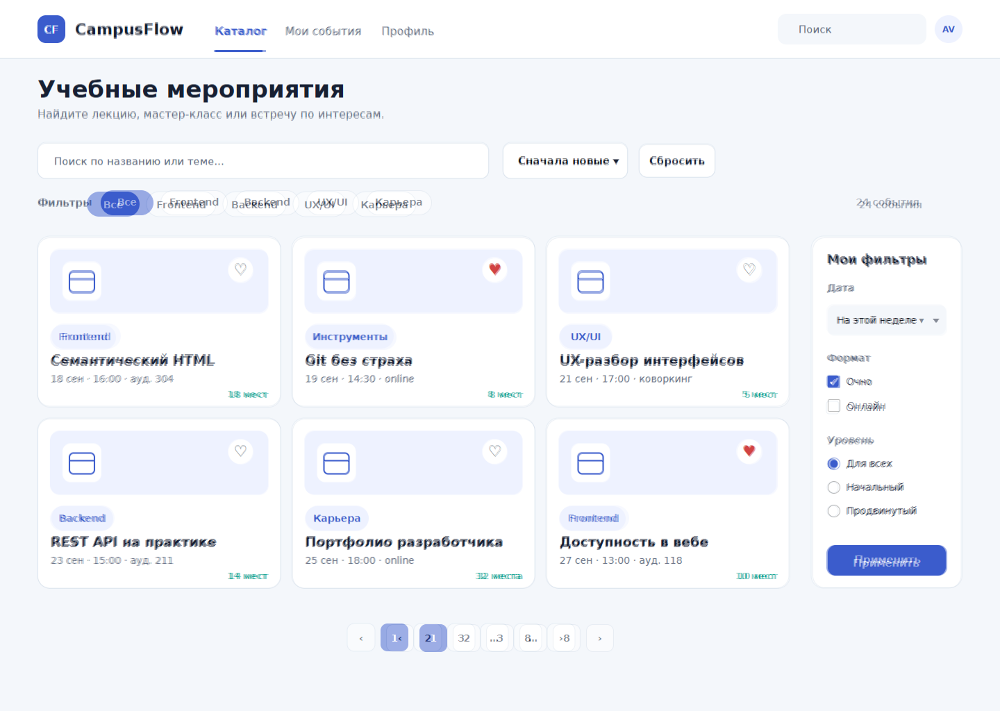 CF CampusFlow Каталог Мои события Профиль Поиск AV
Учебные мероприятия
Найдите лекцию, мастер-класс или встречу по интересам.
Поиск по названию или теме... Сначала новые ▾ Сбросить
Фильтры Все Frontend Backend UX/UI Карьера 24 события
Frontend
Семантический HTML
18 сен · 16:00 · ауд. 304
18 мест
Инструменты
Git без страха
19 сен · 14:30 · online
8 мест
UX/UI
UX-разбор интерфейсов
21 сен · 17:00 · коворкинг
5 мест
Backend
REST API на практике
23 сен · 15:00 · ауд. 211
14 мест
Карьера
Портфолио разработчика
25 сен · 18:00 · online
32 места
Frontend
Доступность в вебе
27 сен · 13:00 · ауд. 118
10 мест
Мои фильтры
Дата
На этой неделе ▾
Формат
Очно
Онлайн
Уровень
Для всех
Начальный
Продвинутый
Применить
‹ 1 2 3 ... 8 ›